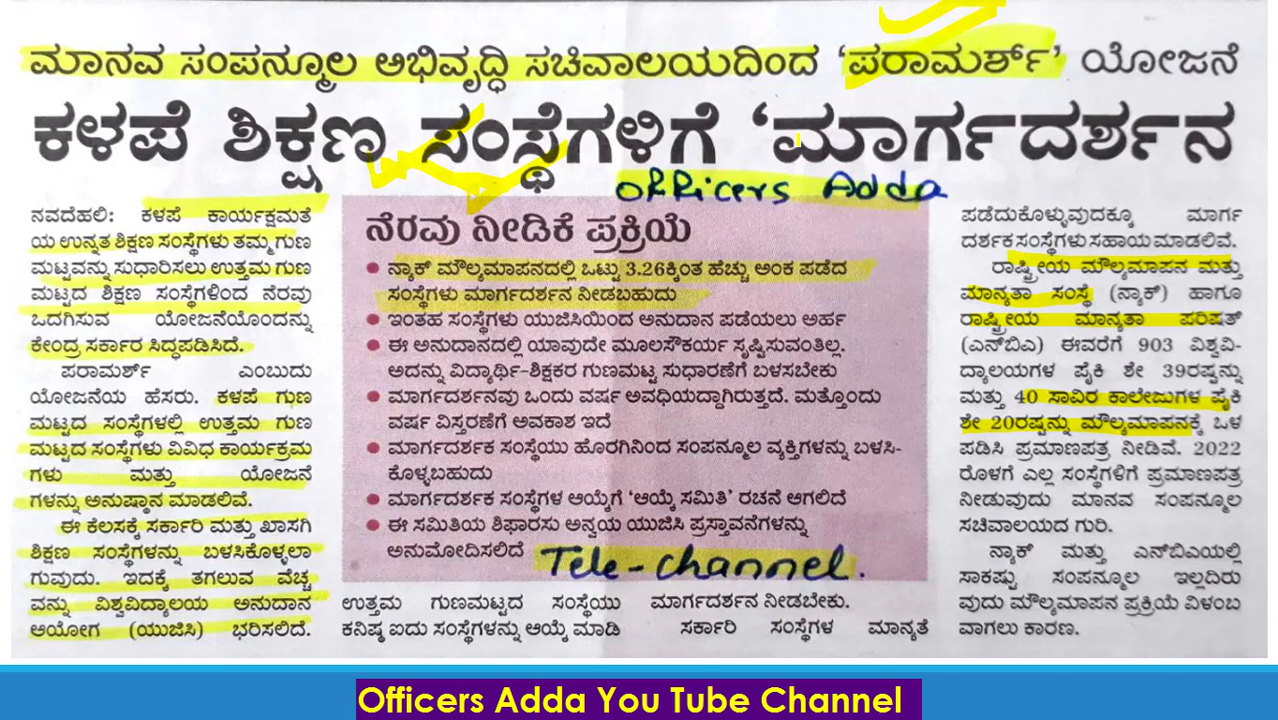 ಮಾನವ ಸಂಪನ್ಮೂಲ ಅಭಿವೃದ್ಧಿ ಸಚಿವಾಲಯದಿಂದ ‘ಪರಾಮರ್ಶ್’ ಯೋಜನೆ
ಕಳಪೆ ಶಿಕ್ಷಣ ಸಂಸ್ಥೆಗಳಿಗೆ ‘ಮಾರ್ಗದರ್ಶನ
officers Adda
ನವದೆಹಲಿ: ಕಳಪೆ ಕಾರ್ಯಕ್ಷಮತೆ
ಯ ಉನ್ನತ ಶಿಕ್ಷಣ ಸಂಸ್ಥೆಗಳು ತಮ್ಮ ಗುಣ
ಮಟ್ಟವನ್ನು ಸುಧಾರಿಸಲು ಉತ್ತಮ ಗುಣ
ಮಟ್ಟದ ಶಿಕ್ಷಣ ಸಂಸ್ಥೆಗಳಿಂದ ನೆರವು
ಒದಗಿಸುವ ಯೋಜನೆಯೊಂದನ್ನು
ಕೇಂದ್ರ ಸರ್ಕಾರ ಸಿದ್ಧಪಡಿಸಿದೆ.
ಪರಾಮರ್ಶ್ ಎಂಬುದು
ಯೋಜನೆಯ ಹೆಸರು. ಕಳಪೆ ಗುಣ
ಮಟ್ಟದ ಸಂಸ್ಥೆಗಳಲ್ಲಿ ಉತ್ತಮ ಗುಣ
ಮಟ್ಟದ ಸಂಸ್ಥೆಗಳು ವಿವಿಧ ಕಾರ್ಯಕ್ರಮ
ಗಳು ಮತ್ತು ಯೋಜನೆ
ಗಳನ್ನು ಅನುಷ್ಠಾನ ಮಾಡಲಿವೆ.
ಈ ಕೆಲಸಕ್ಕೆ ಸರ್ಕಾರಿ ಮತ್ತು ಖಾಸಗಿ
ಶಿಕ್ಷಣ ಸಂಸ್ಥೆಗಳನ್ನು ಬಳಸಿಕೊಳ್ಳಲಾ
ಗುವುದು. ಇದಕ್ಕೆ ತಗಲುವ ವೆಚ್ಚ
ವನ್ನು ವಿಶ್ವವಿದ್ಯಾಲಯ ಅನುದಾನ
ಆಯೋಗ (ಯುಜಿಸಿ) ಭರಿಸಲಿದೆ.
ನೆರವು ನೀಡಿಕೆ ಪ್ರಕ್ರಿಯೆ
● ನ್ಯಾಕ್ ಮೌಲ್ಯಮಾಪನದಲ್ಲಿ ಒಟ್ಟು 3.26ಕ್ಕಿಂತ ಹೆಚ್ಚು ಅಂಕ ಪಡೆದ
ಸಂಸ್ಥೆಗಳು ಮಾರ್ಗದರ್ಶನ ನೀಡಬಹುದು
● ಇಂತಹ ಸಂಸ್ಥೆಗಳು ಯುಜಿಸಿಯಿಂದ ಅನುದಾನ ಪಡೆಯಲು ಅರ್ಹ
● ಈ ಅನುದಾನದಲ್ಲಿ ಯಾವುದೇ ಮೂಲಸೌಕರ್ಯ ಸೃಷ್ಟಿಸುವಂತಿಲ್ಲ.
ಅದನ್ನು ವಿದ್ಯಾರ್ಥಿ–ಶಿಕ್ಷಕರ ಗುಣಮಟ್ಟ ಸುಧಾರಣೆಗೆ ಬಳಸಬೇಕು
● ಮಾರ್ಗದರ್ಶನವು ಒಂದು ವರ್ಷ ಅವಧಿಯದ್ದಾಗಿರುತ್ತದೆ. ಮತ್ತೊಂದು
ವರ್ಷ ವಿಸ್ತರಣೆಗೆ ಅವಕಾಶ ಇದೆ
● ಮಾರ್ಗದರ್ಶಕ ಸಂಸ್ಥೆಯು ಹೊರಗಿನಿಂದ ಸಂಪನ್ಮೂಲ ವ್ಯಕ್ತಿಗಳನ್ನು ಬಳಸಿ-
ಕೊಳ್ಳಬಹುದು
● ಮಾರ್ಗದರ್ಶಕ ಸಂಸ್ಥೆಗಳ ಆಯ್ಕೆಗೆ ‘ಆಯ್ಕೆ ಸಮಿತಿ’ ರಚನೆ ಆಗಲಿದೆ
● ಈ ಸಮಿತಿಯ ಶಿಫಾರಸು ಅನ್ವಯ ಯುಜಿಸಿ ಪ್ರಸ್ತಾವನೆಗಳನ್ನು
ಅನುಮೋದಿಸಲಿದೆ
Tele-channel.
ಉತ್ತಮ ಗುಣಮಟ್ಟದ ಸಂಸ್ಥೆಯು
ಕನಿಷ್ಠ ಐದು ಸಂಸ್ಥೆಗಳನ್ನು ಆಯ್ಕೆ ಮಾಡಿ
ಮಾರ್ಗದರ್ಶನ ನೀಡಬೇಕು.
ಸರ್ಕಾರಿ ಸಂಸ್ಥೆಗಳ ಮಾನ್ಯತೆ
ಪಡೆದುಕೊಳ್ಳುವುದಕ್ಕೂ ಮಾರ್ಗ
ದರ್ಶಕ ಸಂಸ್ಥೆಗಳು ಸಹಾಯ ಮಾಡಲಿವೆ.
ರಾಷ್ಟ್ರೀಯ ಮೌಲ್ಯಮಾಪನ ಮತ್ತು
ಮಾನ್ಯತಾ ಸಂಸ್ಥೆ (ನ್ಯಾಕ್) ಹಾಗೂ
ರಾಷ್ಟ್ರೀಯ ಮಾನ್ಯತಾ ಪರಿಷತ್
(ಎನ್‌ಬಿಎ) ಈವರೆಗೆ 903 ವಿಶ್ವವಿ-
ದ್ಯಾಲಯಗಳ ಪೈಕಿ ಶೇ 39ರಷ್ಟನ್ನು
ಮತ್ತು 40 ಸಾವಿರ ಕಾಲೇಜುಗಳ ಪೈಕಿ
ಶೇ 20ರಷ್ಟನ್ನು ಮೌಲ್ಯಮಾಪನಕ್ಕೆ ಒಳ
ಪಡಿಸಿ ಪ್ರಮಾಣಪತ್ರ ನೀಡಿವೆ. 2022
ರೊಳಗೆ ಎಲ್ಲ ಸಂಸ್ಥೆಗಳಿಗೆ ಪ್ರಮಾಣಪತ್ರ
ನೀಡುವುದು ಮಾನವ ಸಂಪನ್ಮೂಲ
ಸಚಿವಾಲಯದ ಗುರಿ.
ನ್ಯಾಕ್ ಮತ್ತು ಎನ್‌ಬಿಎಯಲ್ಲಿ
ಸಾಕಷ್ಟು ಸಂಪನ್ಮೂಲ ಇಲ್ಲದಿರು
ವುದು ಮೌಲ್ಯಮಾಪನ ಪ್ರಕ್ರಿಯೆ ವಿಳಂಬ
ವಾಗಲು ಕಾರಣ.
Officers Adda You Tube Channel